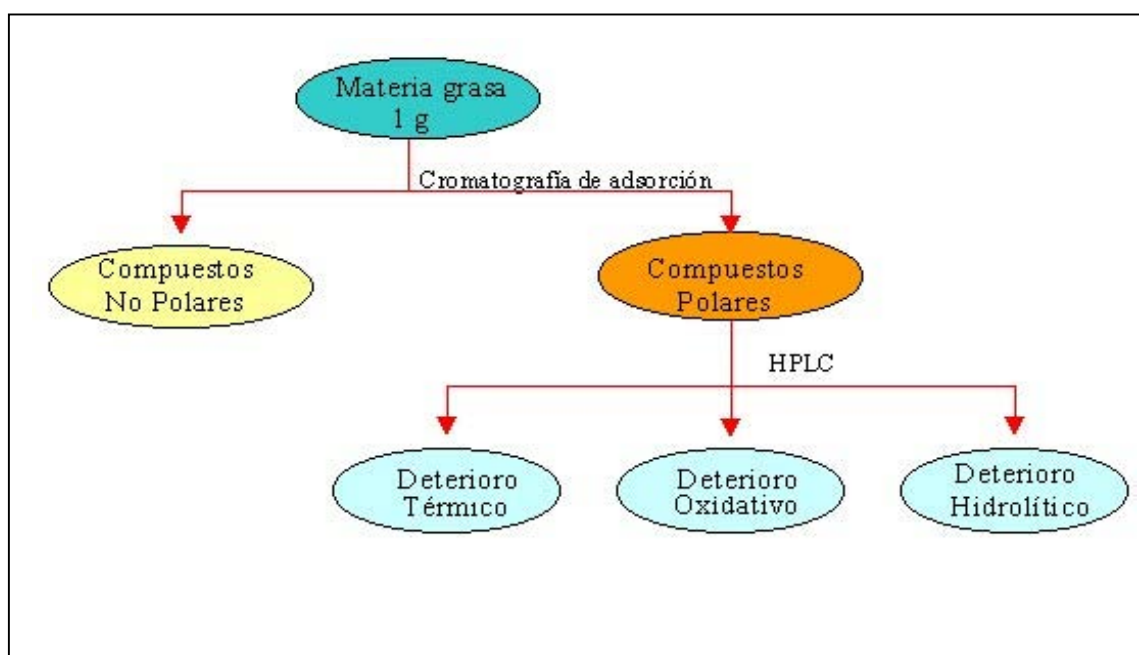 Materia grasa
1 g
Cromatografía de adsorción
Compuestos
No Polares
Compuestos
Polares
HPLC
Deterioro
Térmico
Deterioro
Oxidativo
Deterioro
Hidrolítico